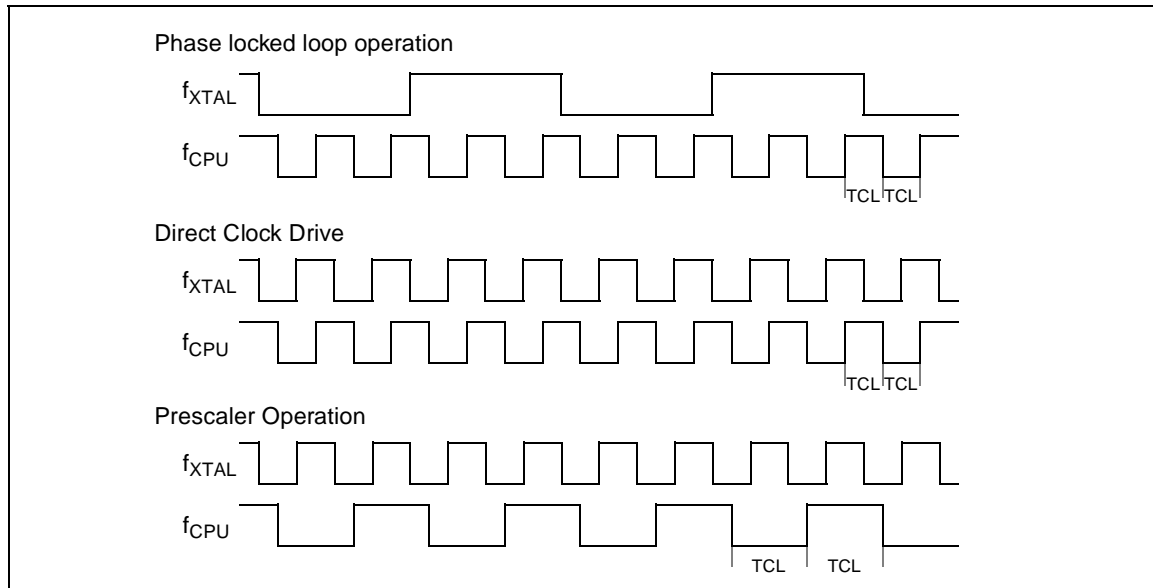 Phase locked loop operation
fXTAL
fCPU
TCL TCL
Direct Clock Drive
fXTAL
fCPU
TCL TCL
Prescaler Operation
fXTAL
fCPU
TCL TCL